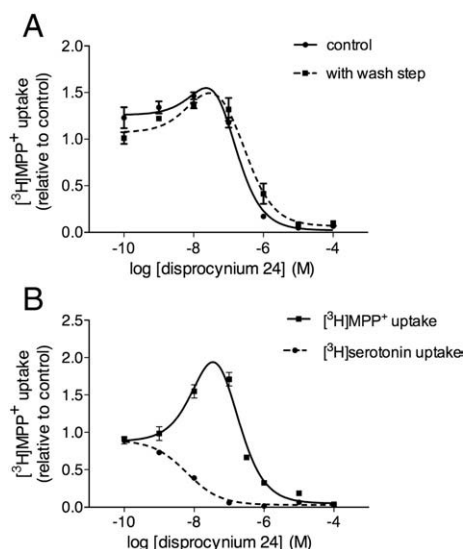 A
control
with wash step
[³H]MPP⁺ uptake
(relative to control)
2.0
1.5
1.0
0.5
0.0
-10 -8 -6 -4
log [disprocynium 24] (M)
B
[³H]MPP⁺ uptake
[³H]serotonin uptake
[³H]MPP⁺ uptake
(relative to control)
2.5
2.0
1.5
1.0
0.5
0.0
-10 -8 -6 -4
log [disprocynium 24] (M)